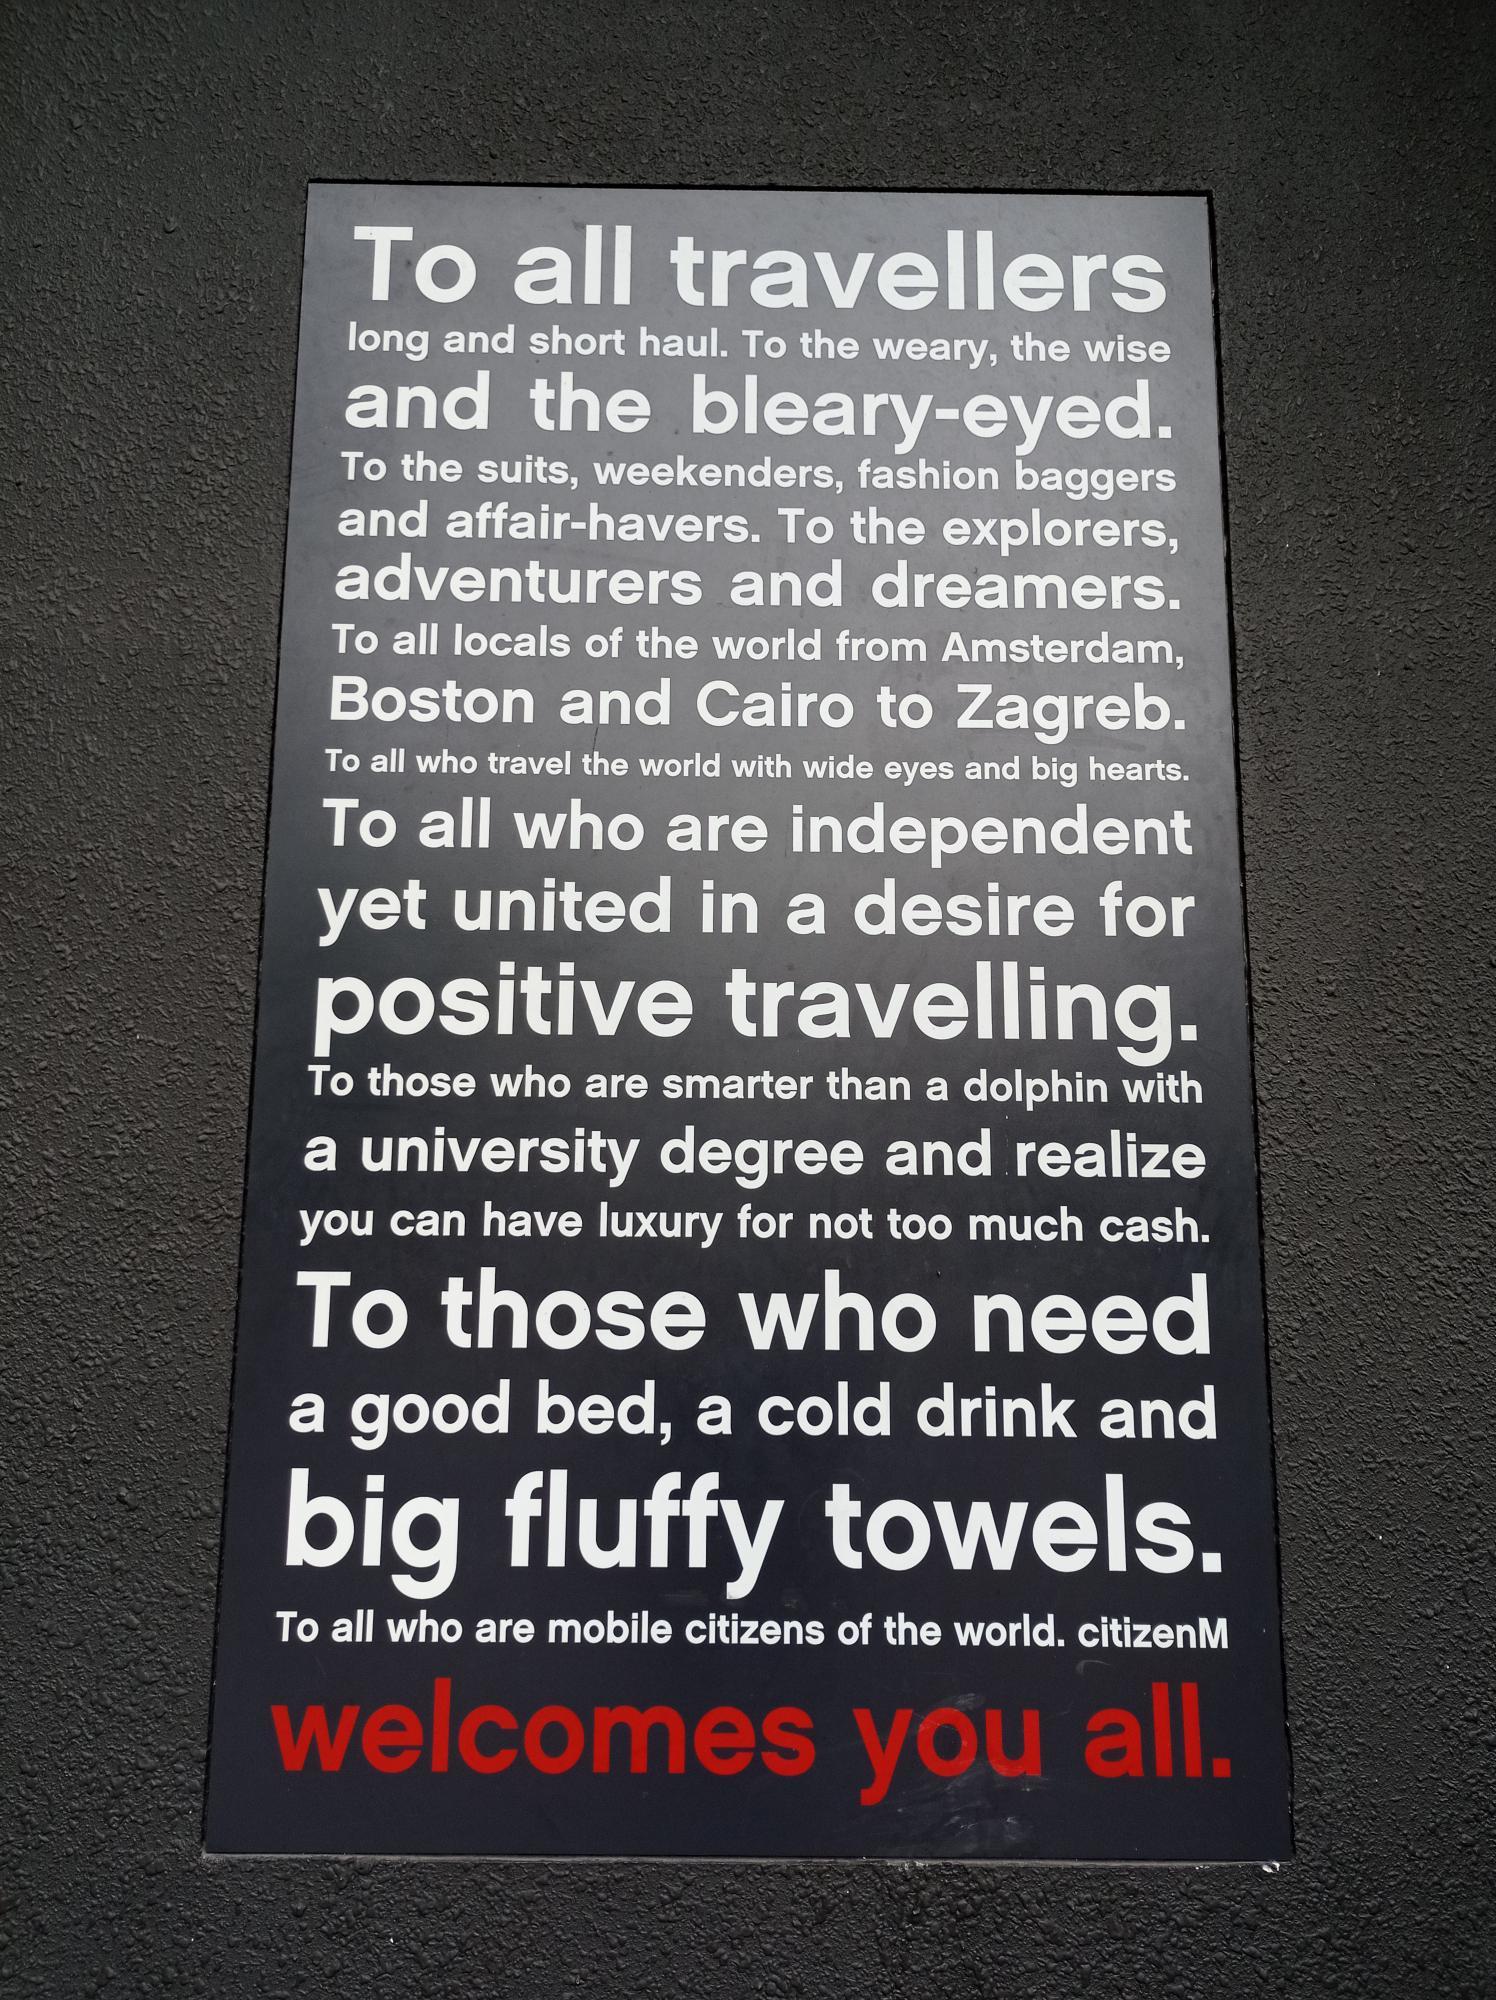 To all travellers
long and short haul. To the weary, the wise
and the bleary-eyed.
To the suits, weekenders, fashion baggers
and affair-havers. To the explorers,
adventurers and dreamers.
To all locals of the world from Amsterdam,
Boston and Cairo to Zagreb.
To all who travel the world with wide eyes and big hearts.
To all who are independent
yet united in a desire for
positive travelling.
To those who are smarter than a dolphin with
a university degree and realize
you can have luxury for not too much cash.
To those who need
a good bed, a cold drink and
big fluffy towels.
To all who are mobile citizens of the world. citizenM
welcomes you all.